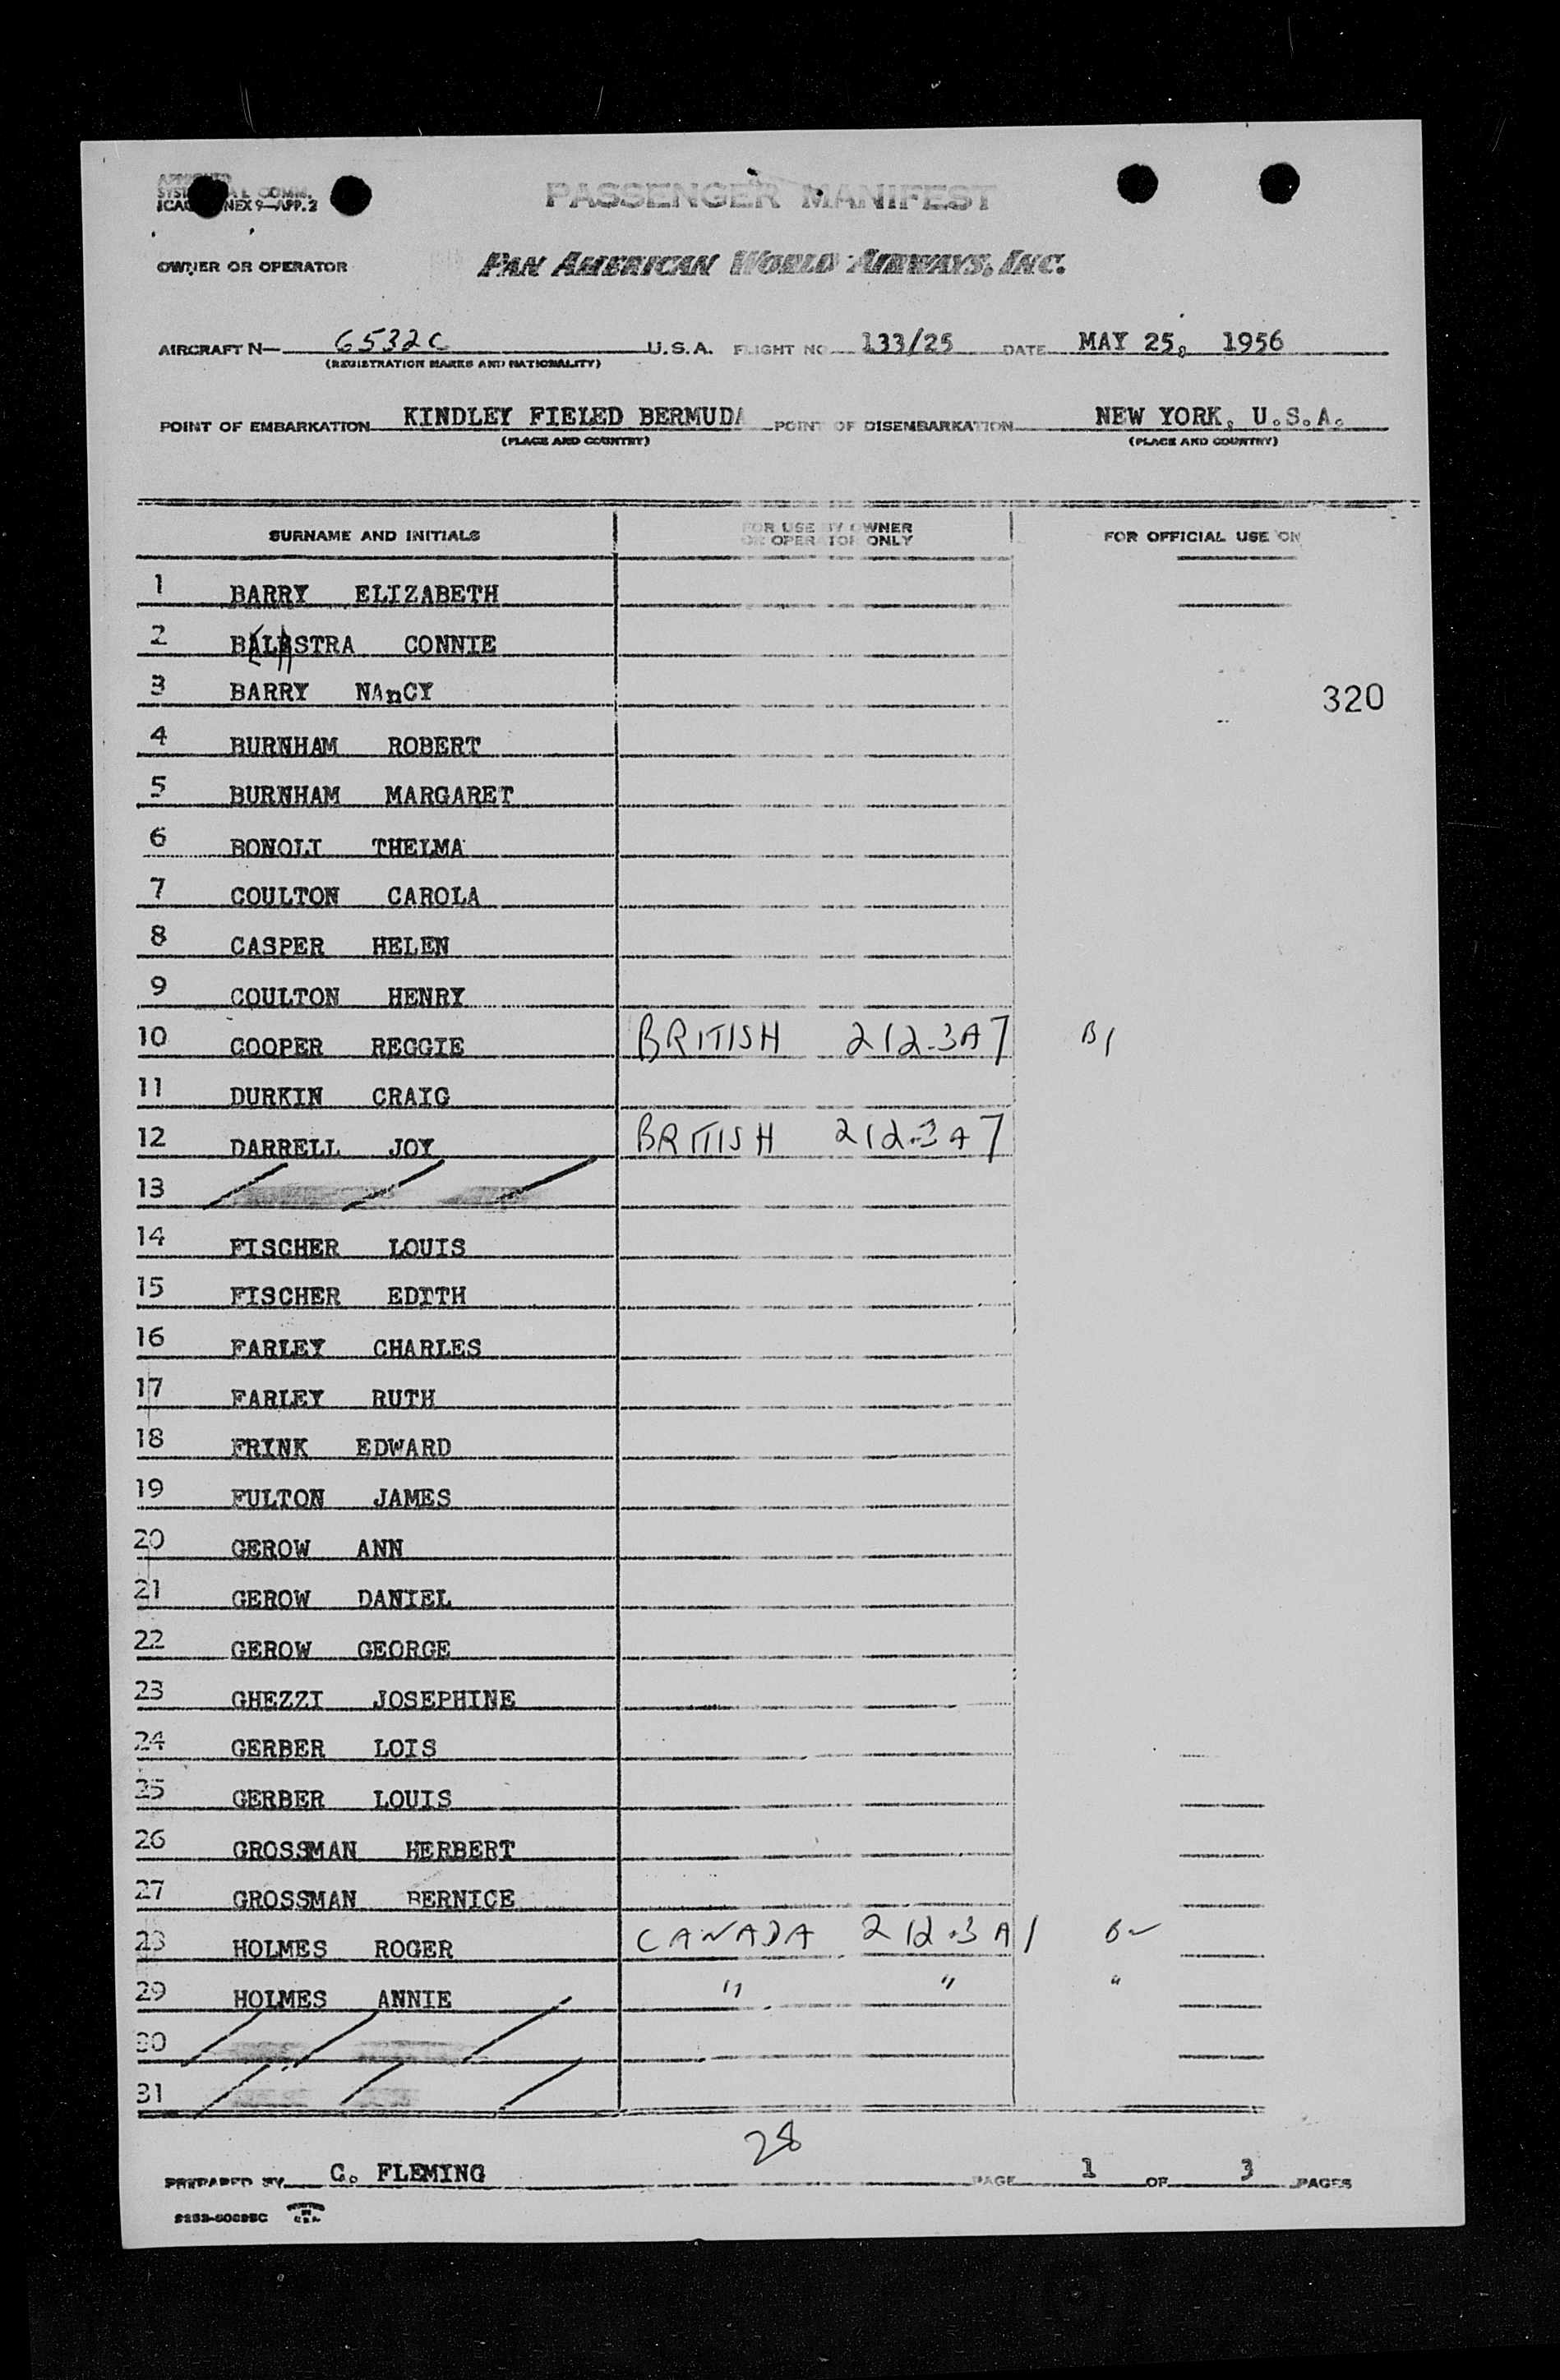 PASSENGER MANIFEST
ICAO ANNEX 9—APP. 2
OWNER OR OPERATOR PAN AMERICAN WORLD AIRWAYS, INC.
AIRCRAFT N— 6532C U.S.A. FLIGHT NO 133/25 DATE MAY 25, 1956
(REGISTRATION MARKS AND NATIONALITY)
POINT OF EMBARKATION KINDLEY FIELED BERMUDA POINT OF DISEMBARKATION NEW YORK, U.S.A.
(PLACE AND COUNTRY) (PLACE AND COUNTRY)
SURNAME AND INITIALS FOR USE BY OWNER OR OPERATOR ONLY FOR OFFICIAL USE ON
1 BARRY ELIZABETH
2 BALASTRA CONNIE
3 BARRY NAnCY
320
4 BURNHAM ROBERT
5 BURNHAM MARGARET
6 BONOLI THELMA
7 COULTON CAROLA
8 CASPER HELEN
9 COULTON HENRY
10 COOPER REGGIE BRITISH 212.3A7 B1
11 DURKIN CRAIG
12 DARRELL JOY BRITISH 212.3A7
13
14 FISCHER LOUIS
15 FISCHER EDITH
16 FARLEY CHARLES
17 FARLEY RUTH
18 FRINK EDWARD
19 FULTON JAMES
20 GEROW ANN
21 GEROW DANIEL
22 GEROW GEORGE
23 GHEZZI JOSEPHINE
24 GERBER LOIS
25 GERBER LOUIS
26 GROSSMAN HERBERT
27 GROSSMAN BERNICE
28 HOLMES ROGER CANADA 212.3A1
29 HOLMES ANNIE " " "
30
31
28
PREPARED BY C. FLEMING PAGE 1 OF 3 PAGES
PRINTED IN U.S.A.